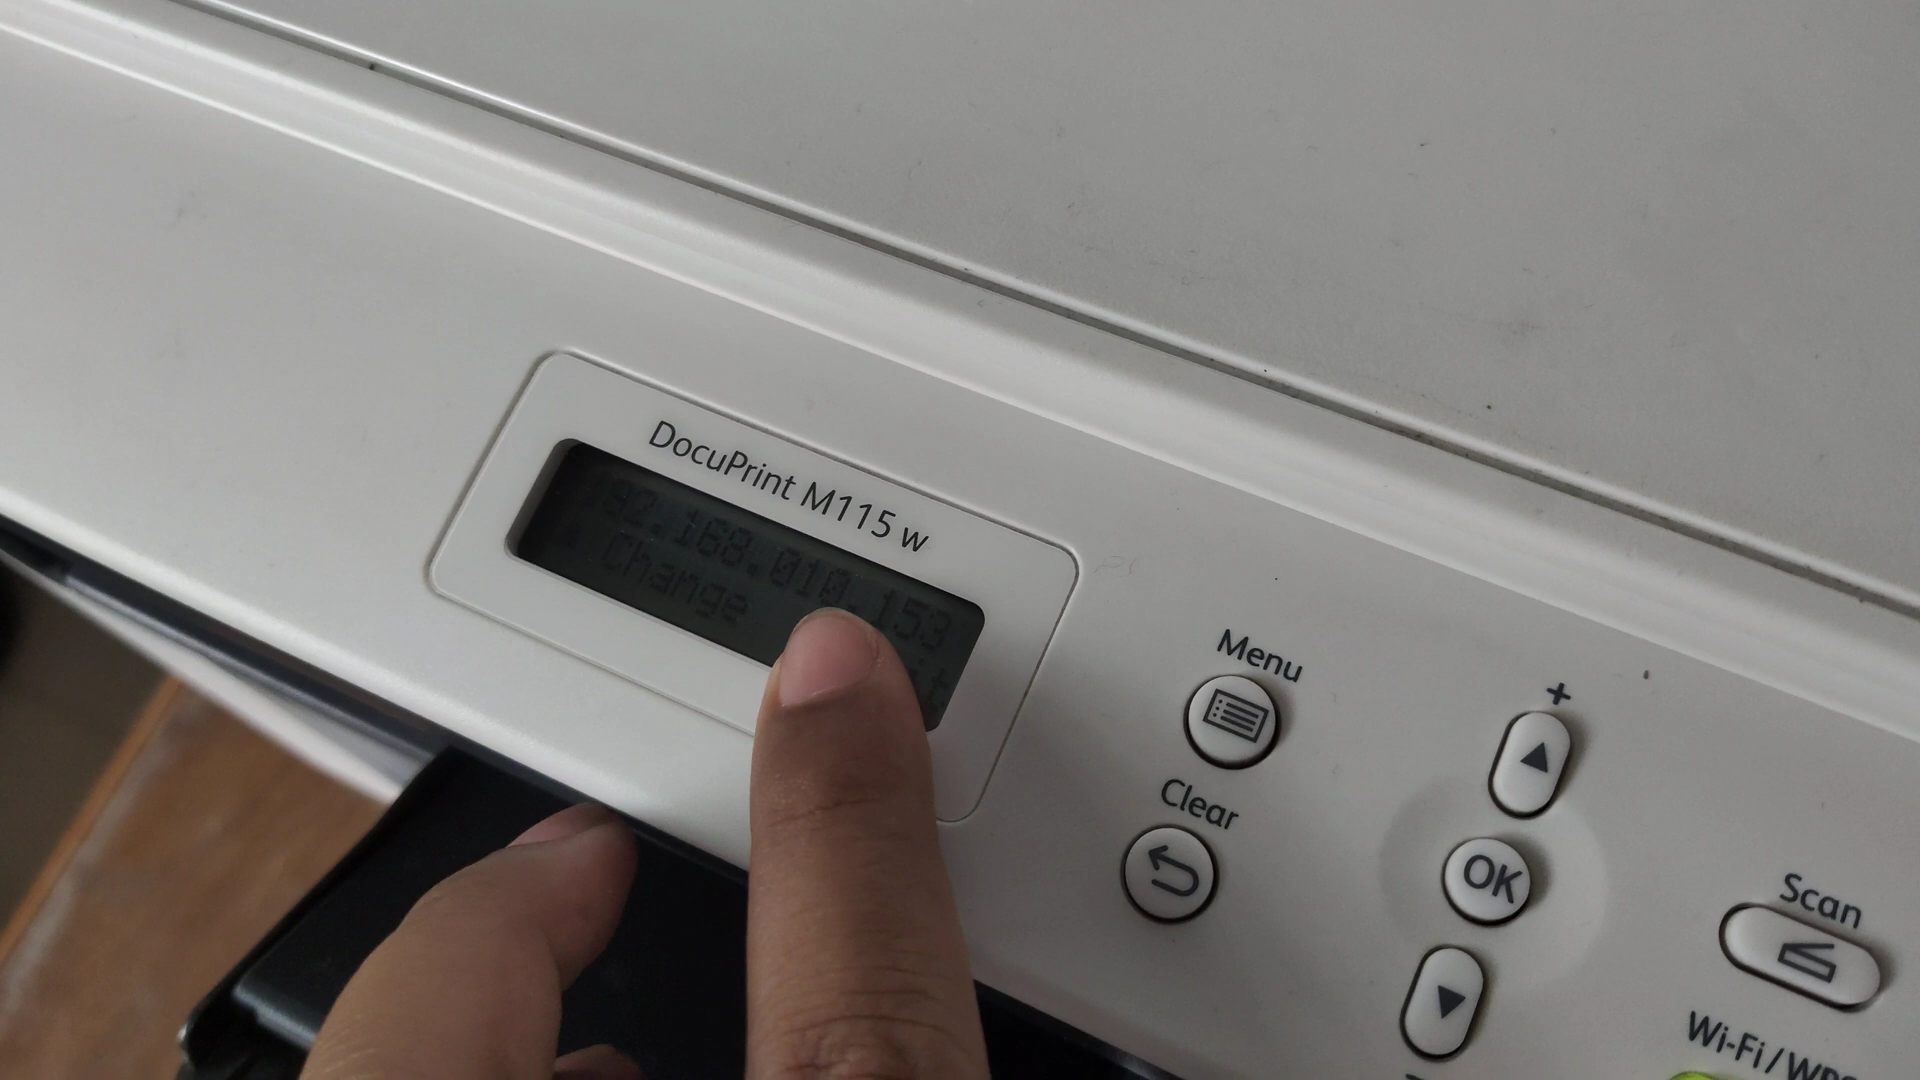 DocuPrint M115 w
192.168.010.153
▲ Change
Menu
+
Clear
OK
Scan
Wi-Fi/WPS